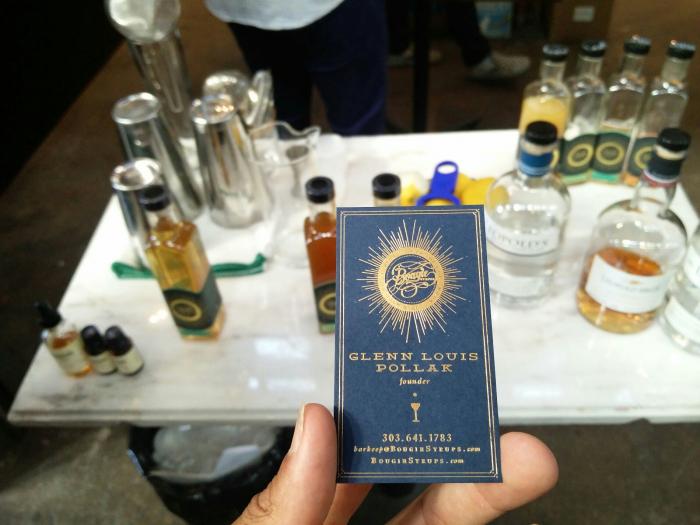 Bougie
GLENN LOUIS
POLLAK
founder
303.641.1783
barkeep@BougieSyrups.com
BougieSyrups.com